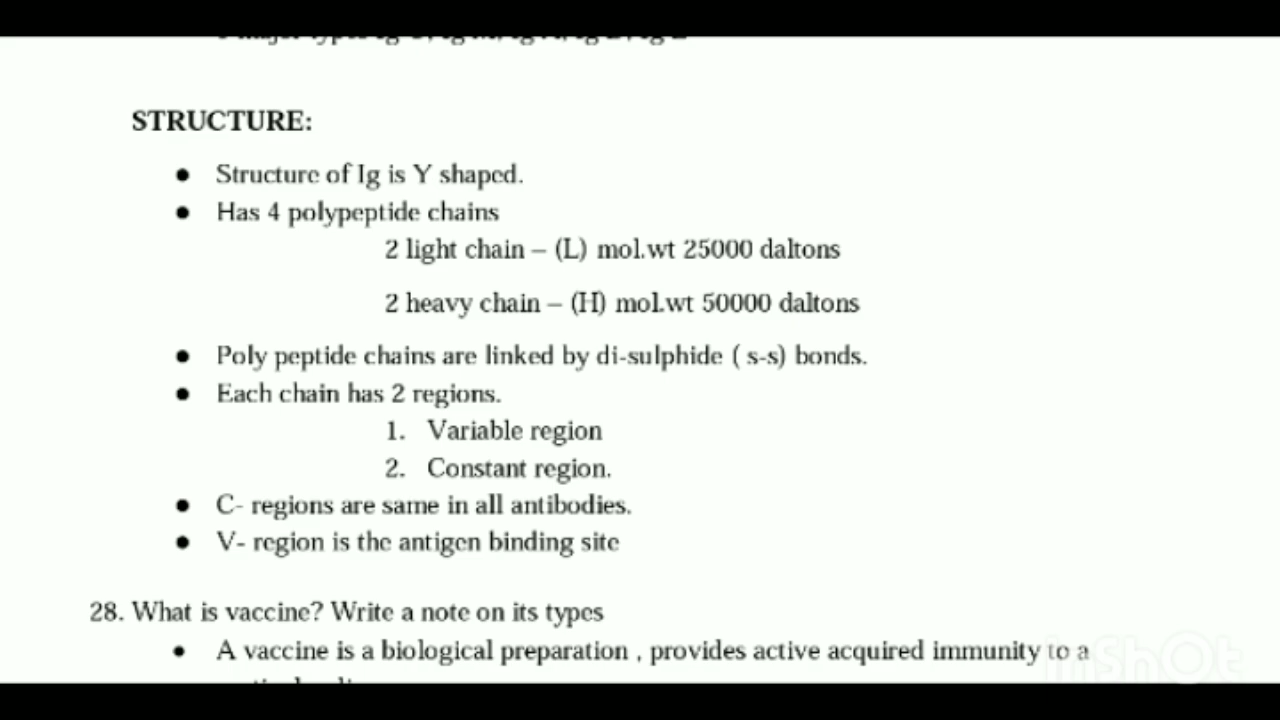 STRUCTURE:
● Structure of Ig is Y shaped.
● Has 4 polypeptide chains
2 light chain – (L) mol.wt 25000 daltons
2 heavy chain – (H) mol.wt 50000 daltons
● Poly peptide chains are linked by di-sulphide ( s-s) bonds.
● Each chain has 2 regions.
1. Variable region
2. Constant region.
● C- regions are same in all antibodies.
● V- region is the antigen binding site
28. What is vaccine? Write a note on its types
● A vaccine is a biological preparation , provides active acquired immunity to a
InShOt